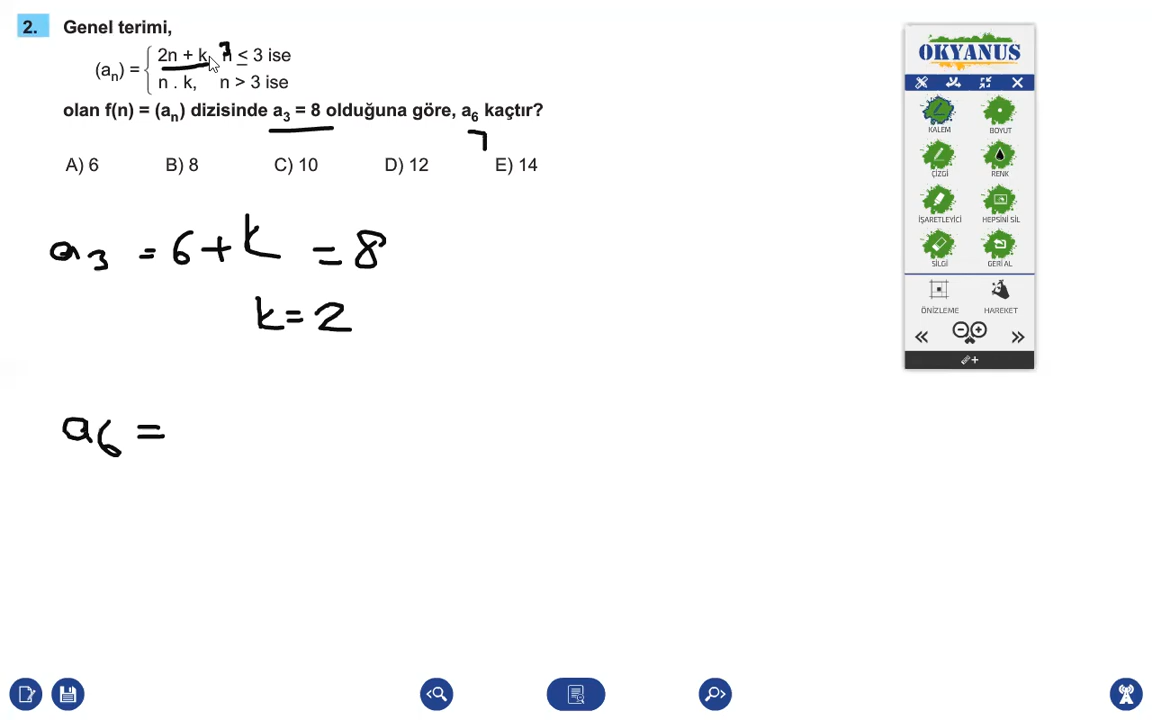 2. Genel terimi,
(an) = { 2n + k, n ≤ 3 ise
n . k, n > 3 ise
olan f(n) = (an) dizisinde a3 = 8 olduğuna göre, a6 kaçtır?
A) 6 B) 8 C) 10 D) 12 E) 14
a3 = 6 + k = 8
k = 2
a6 =
OKYANUS
KALEM BOYUT
ÇİZGİ RENK
İŞARETLEYİCİ HEPSİNİ SİL
SİLGİ GERİ AL
ÖNİZLEME HAREKET